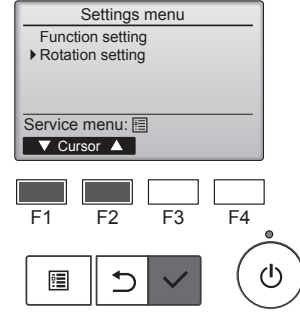 Settings menu
Function setting
Rotation setting
Service menu:
Cursor
F1 F2 F3 F4